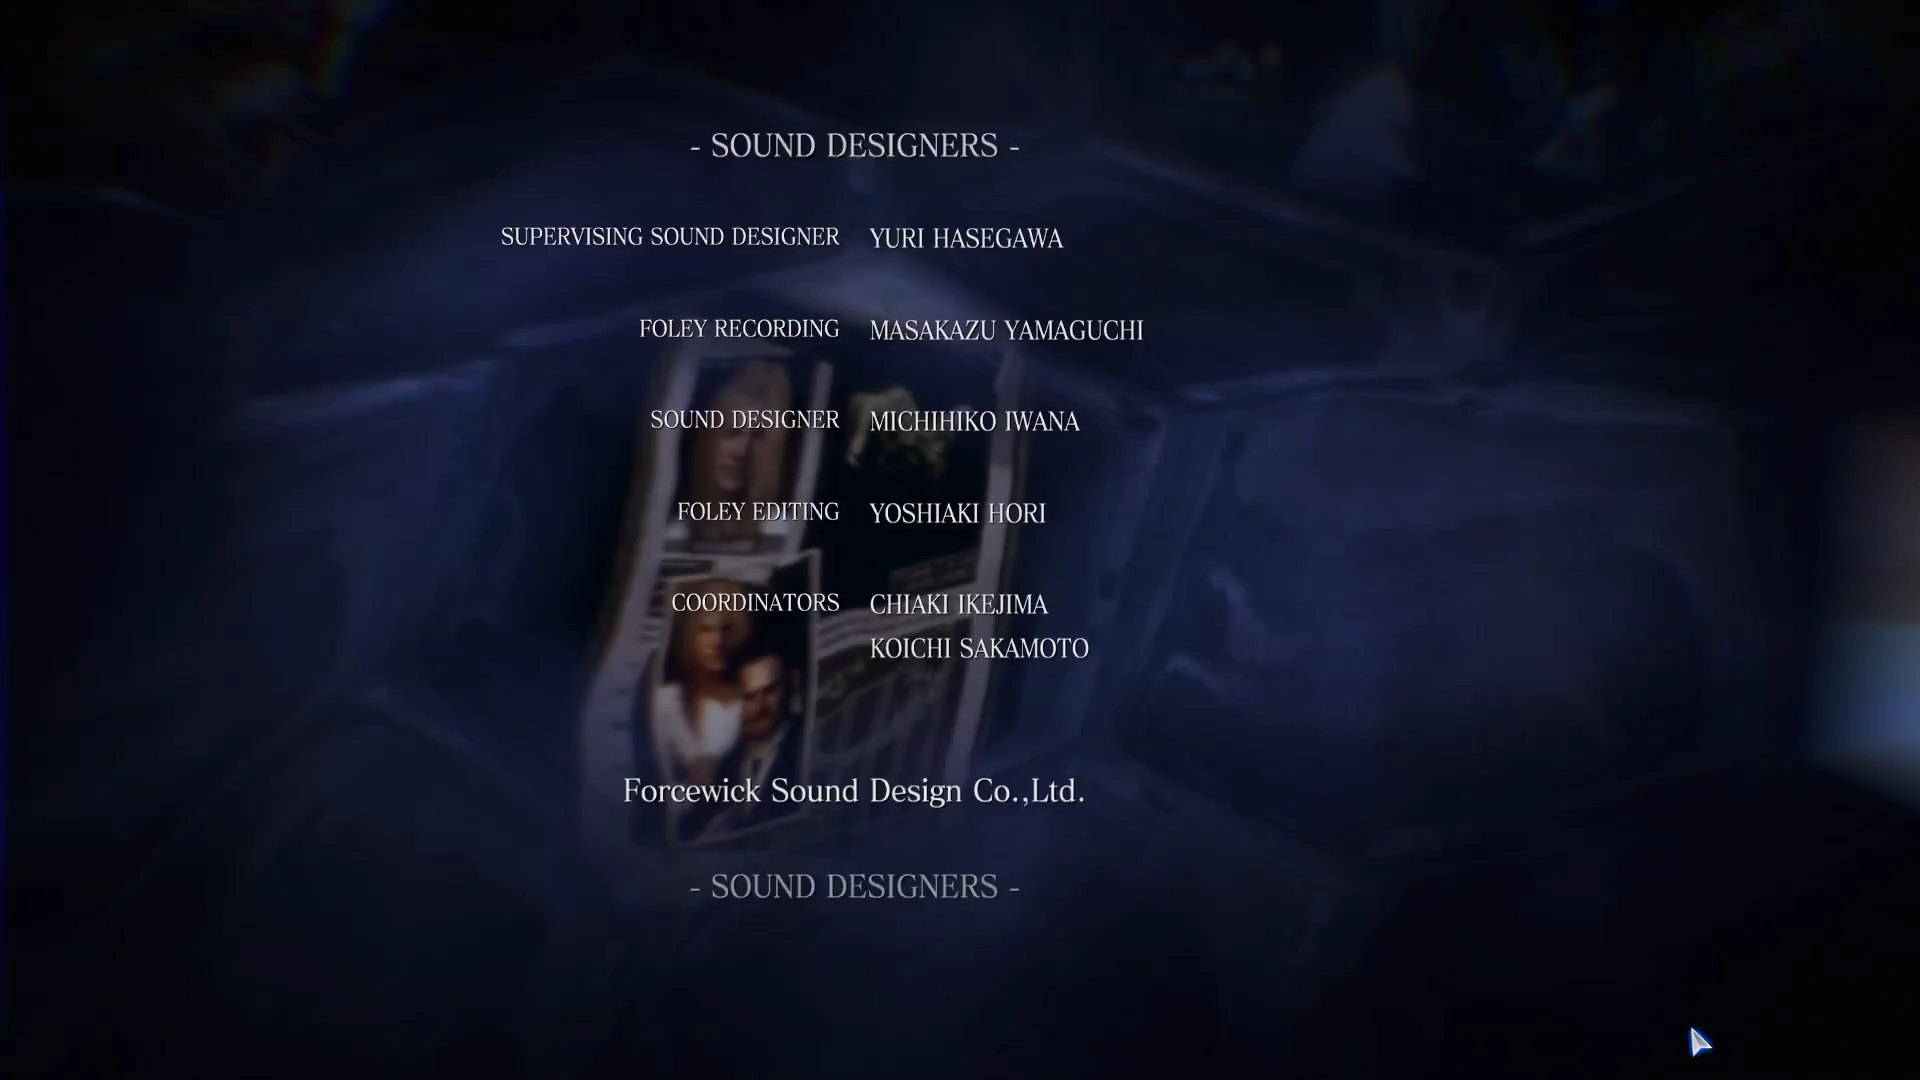 - SOUND DESIGNERS -
SUPERVISING SOUND DESIGNER YURI HASEGAWA
FOLEY RECORDING MASAKAZU YAMAGUCHI
SOUND DESIGNER MICHIHIKO IWANA
FOLEY EDITING YOSHIAKI HORI
COORDINATORS CHIAKI IKEJIMA
KOICHI SAKAMOTO
Forcewick Sound Design Co.,Ltd.
- SOUND DESIGNERS -